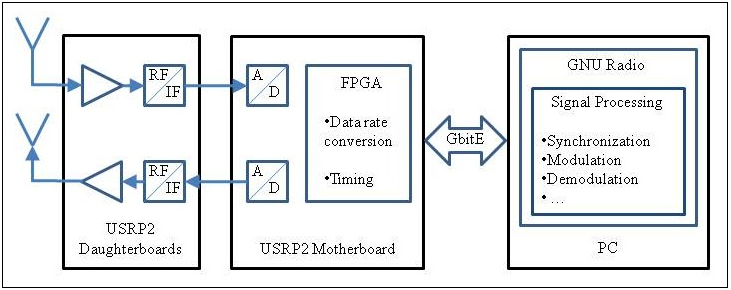 RF
IF
A
D
RF
IF
A
D
USRP2
Daughterboards
FPGA
•Data rate
conversion
•Timing
USRP2 Motherboard
GbitE
GNU Radio
Signal Processing
•Synchronization
•Modulation
•Demodulation
• ...
PC